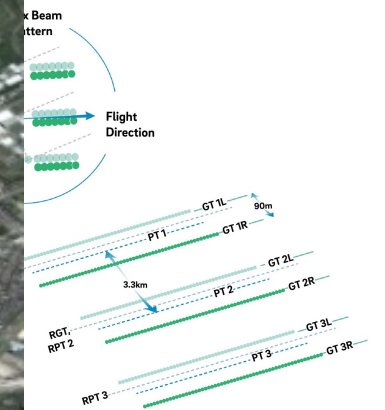 x Beam
ttern
Flight
Direction
GT 1L
90m
PT 1
GT 1R
3.3km
GT 2L
PT 2
GT 2R
RGT,
RPT 2
GT 3L
PT 3
GT 3R
RPT 3